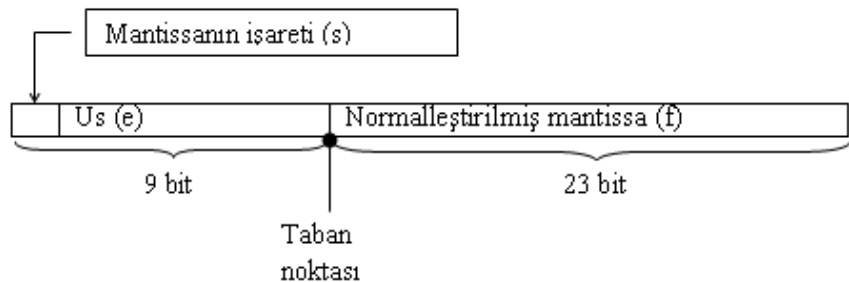 Mantissanın işareti (s)
Us (e)
Normalleştirilmiş mantissa (f)
9 bit
23 bit
Taban
noktası